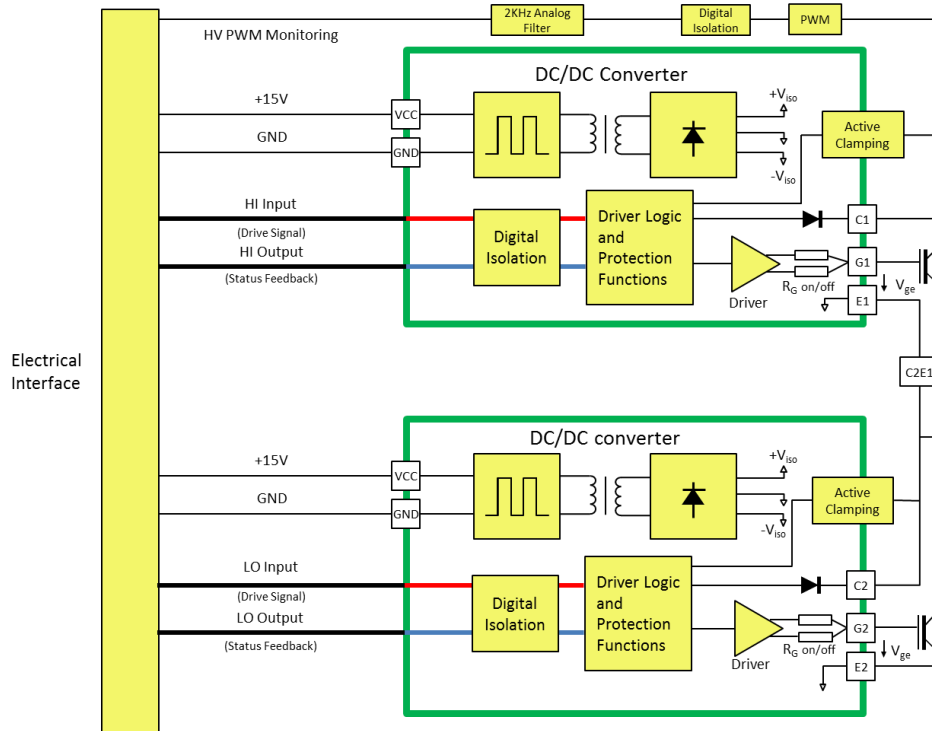 2KHz Analog
Filter
Digital
Isolation
PWM
HV PWM Monitoring
DC/DC Converter
+15V
VCC
+Viso
Active
Clamping
GND
GND
-Viso
HI Input
(Drive Signal)
HI Output
(Status Feedback)
Digital
Isolation
Driver Logic
and
Protection
Functions
C1
G1
RG on/off
Driver
Vge
E1
Electrical
Interface
C2E1
DC/DC converter
+15V
VCC
+Viso
Active
Clamping
GND
GND
-Viso
LO Input
(Drive Signal)
LO Output
(Status Feedback)
Digital
Isolation
Driver Logic
and
Protection
Functions
C2
G2
RG on/off
Driver
Vge
E2